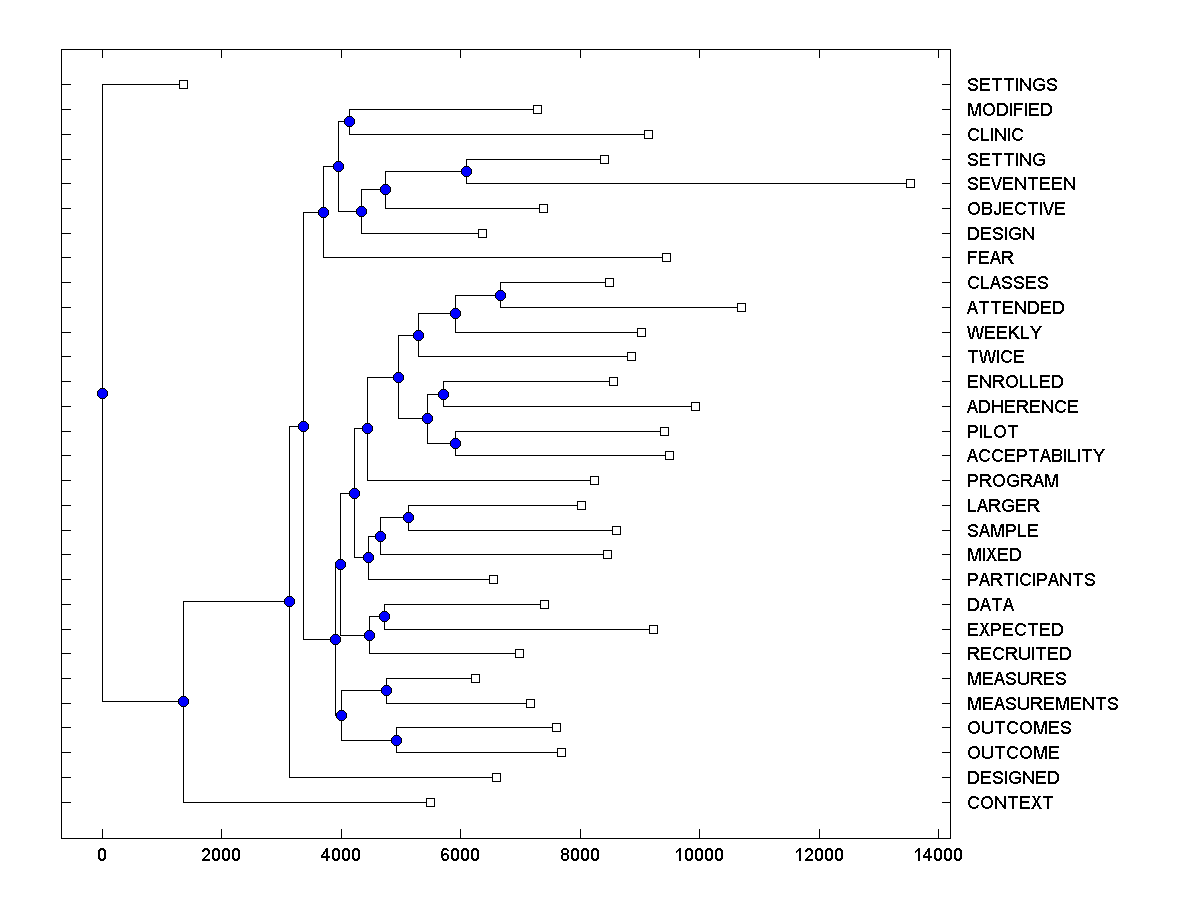 SETTINGS
MODIFIED
CLINIC
SETTING
SEVENTEEN
OBJECTIVE
DESIGN
FEAR
CLASSES
ATTENDED
WEEKLY
TWICE
ENROLLED
ADHERENCE
PILOT
ACCEPTABILITY
PROGRAM
LARGER
SAMPLE
MIXED
PARTICIPANTS
DATA
EXPECTED
RECRUITED
MEASURES
MEASUREMENTS
OUTCOMES
OUTCOME
DESIGNED
CONTEXT
0 2000 4000 6000 8000 10000 12000 14000